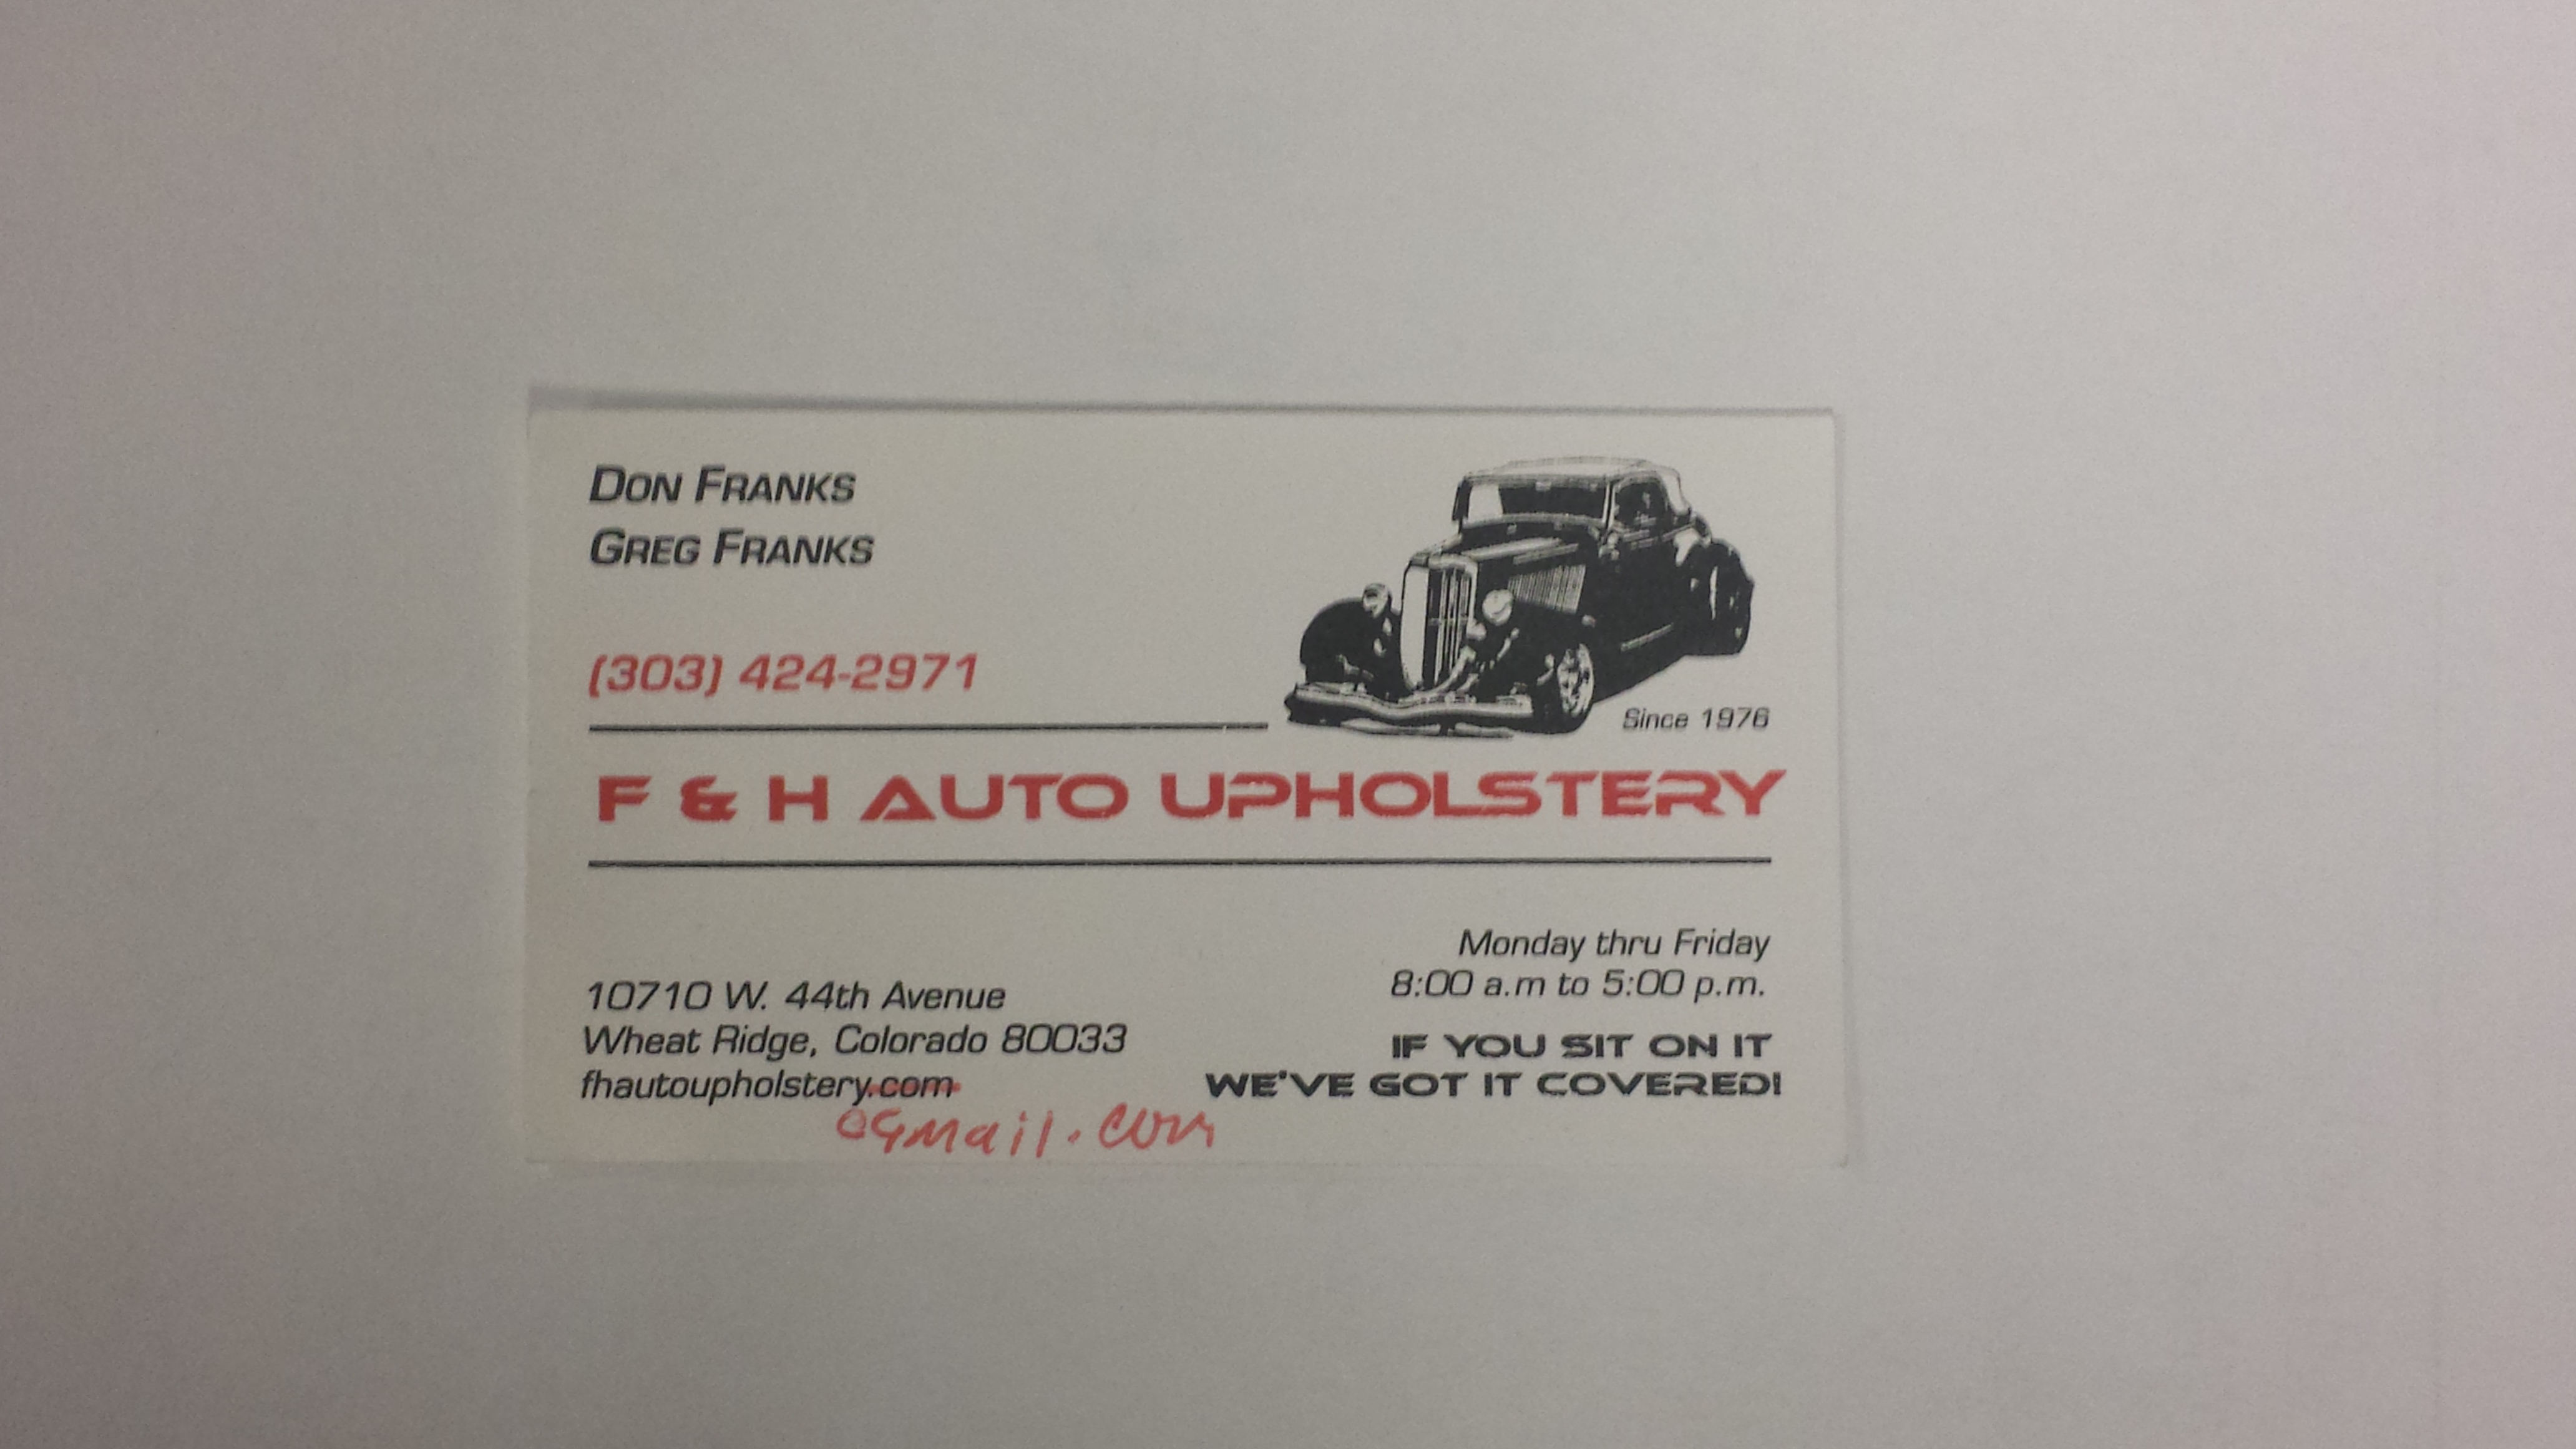 DON FRANKS
GREG FRANKS
(303) 424-2971
Since 1976
F & H AUTO UPHOLSTERY
Monday thru Friday
8:00 a.m to 5:00 p.m.
10710 W. 44th Avenue
Wheat Ridge, Colorado 80033
fhautoupholstery.com
@Gmail.com
IF YOU SIT ON IT
WE'VE GOT IT COVERED!